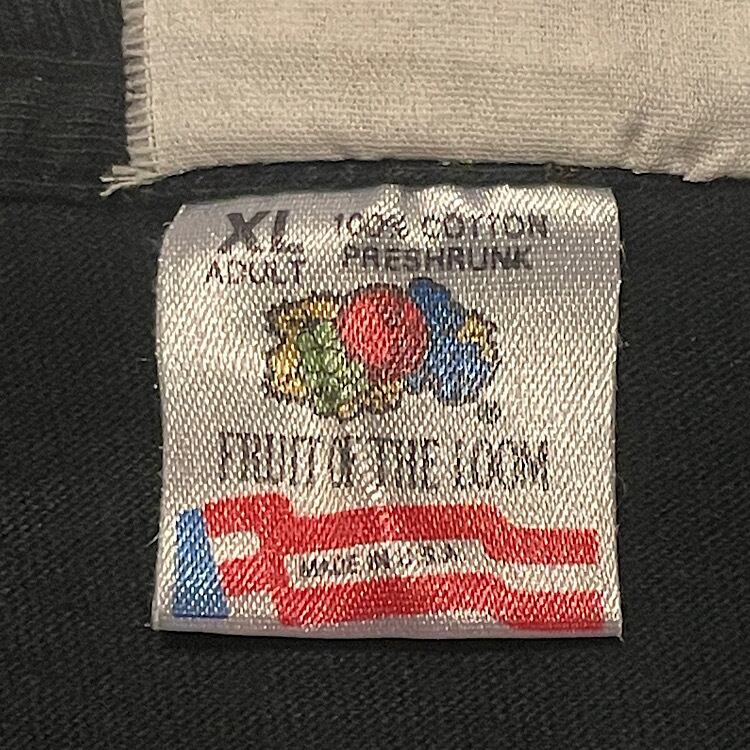 XL 100% COTTON
ADULT PRESHRUNK
®
FRUIT OF THE LOOM
MADE IN U.S.A.